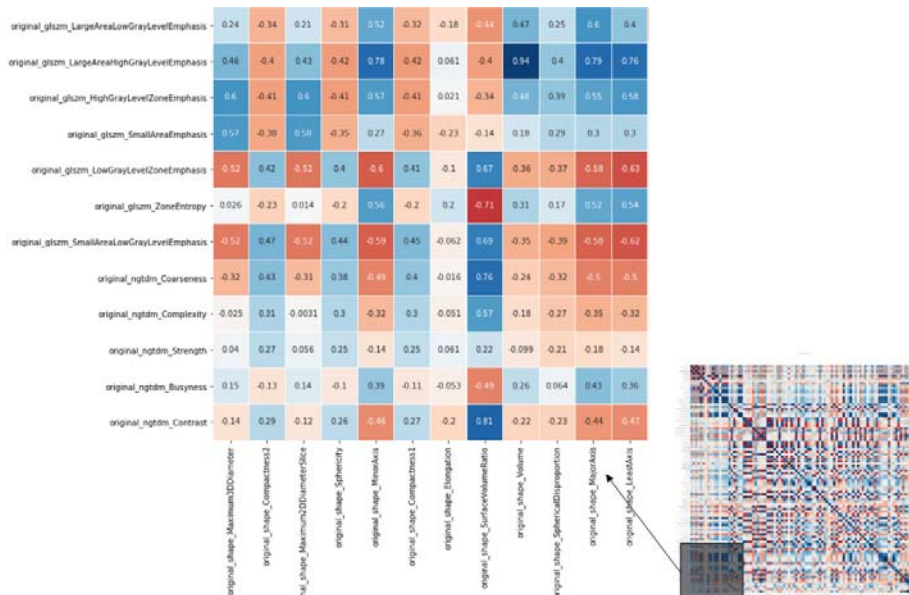 original_glszm_LargeAreaLowGrayLevelEmphasis 0.24 -0.34 0.21 -0.31 0.52 -0.32 -0.18 -0.44 0.47 0.25 0.6 0.4
original_glszm_LargeAreaHighGrayLevelEmphasis 0.46 -0.4 0.43 -0.42 0.78 -0.42 0.061 -0.4 0.94 0.4 0.79 0.76
original_glszm_HighGrayLevelZoneEmphasis 0.6 -0.41 0.6 -0.41 0.57 -0.41 0.021 -0.34 0.48 0.39 0.55 0.58
original_glszm_SmallAreaEmphasis 0.57 -0.38 0.58 -0.35 0.27 -0.36 -0.23 -0.14 0.18 0.29 0.3 0.3
original_glszm_LowGrayLevelZoneEmphasis -0.52 0.42 -0.52 0.4 -0.6 0.41 -0.1 0.67 -0.36 -0.37 -0.58 -0.63
original_glszm_ZoneEntropy 0.026 -0.23 0.014 -0.2 0.56 -0.2 0.2 -0.71 0.31 0.17 0.52 0.54
original_glszm_SmallAreaLowGrayLevelEmphasis -0.52 0.47 -0.52 0.44 -0.59 0.45 -0.062 0.69 -0.35 -0.39 -0.58 -0.62
original_ngtdm_Coarseness -0.32 0.43 -0.31 0.38 -0.49 0.4 -0.016 0.76 -0.24 -0.32 -0.5 -0.5
original_ngtdm_Complexity -0.025 0.31 -0.0031 0.3 -0.32 0.3 -0.051 0.57 -0.18 -0.27 -0.35 -0.32
original_ngtdm_Strength 0.04 0.27 0.056 0.25 -0.14 0.25 0.061 0.22 -0.099 -0.21 -0.18 -0.14
original_ngtdm_Busyness 0.15 -0.13 0.14 -0.1 0.39 -0.11 -0.053 -0.49 0.26 0.064 0.43 0.36
original_ngtdm_Contrast -0.14 0.29 -0.12 0.26 -0.46 0.27 -0.2 0.81 -0.22 -0.23 -0.44 -0.47
original_shape_Maximum3DDiameter
original_shape_Compactness2
original_shape_Maximum2DDiameterSlice
original_shape_Sphericity
original_shape_MinorAxis
original_shape_Compactness1
original_shape_Elongation
original_shape_SurfaceVolumeRatio
original_shape_Volume
original_shape_SphericalDisproportion
original_shape_MajorAxis
original_shape_LeastAxis